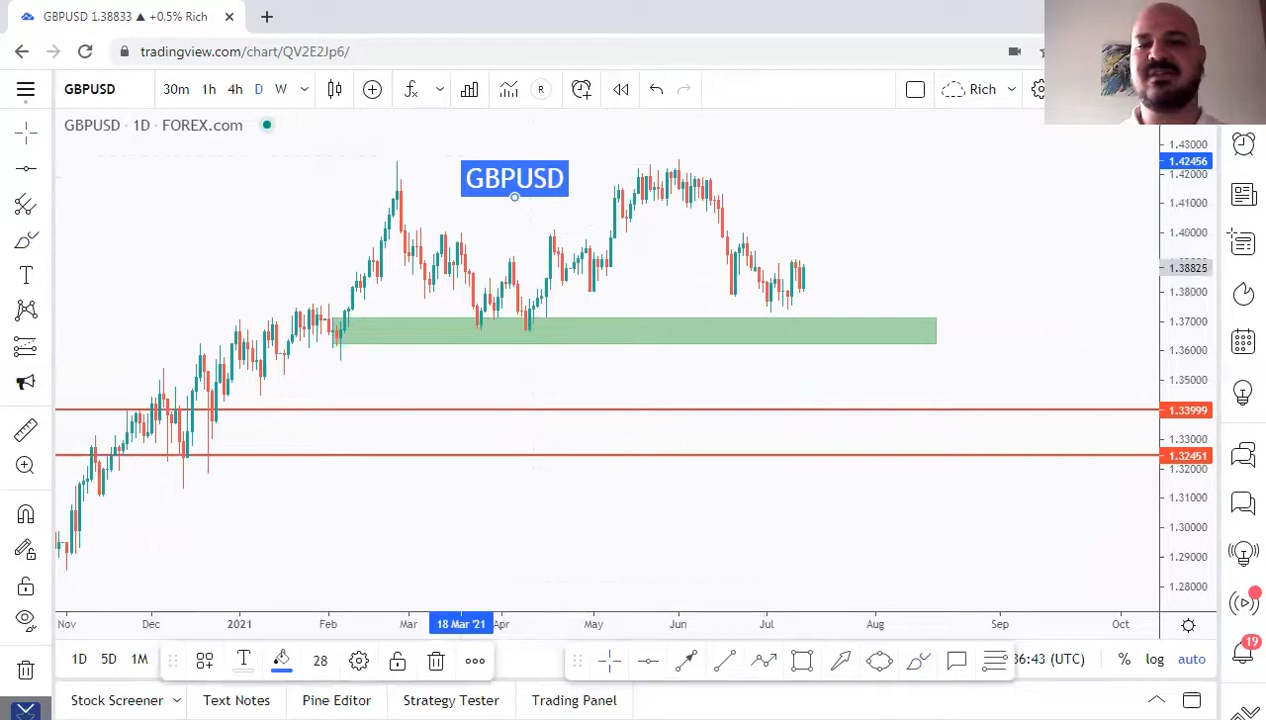 GBPUSD 1.38833 ▲ +0.5% Rich
tradingview.com/chart/QV2E2Jp6/
GBPUSD 30m 1h 4h D W R Rich
GBPUSD · 1D · FOREX.com
GBPUSD
1.43000
1.42456
1.42000
1.41000
1.40000
1.38825
1.38000
1.37000
1.36000
1.35000
1.33999
1.33000
1.32451
1.32000
1.31000
1.30000
1.29000
1.28000
Nov Dec 2021 Feb Mar 18 Mar '21 Apr May Jun Jul Aug Sep Oct
1D 5D 1M T 28 36:43 (UTC) % log auto
19
Stock Screener Text Notes Pine Editor Strategy Tester Trading Panel